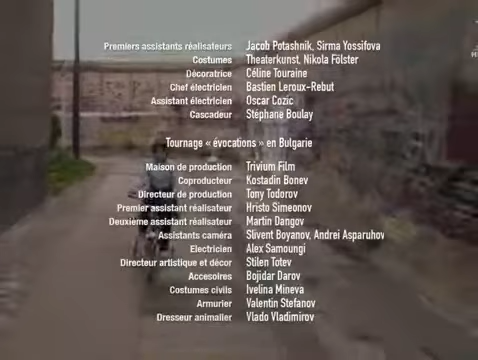 Premiers assistants réalisateurs Jacob Potashnik, Sirma Yossifova
Costumes Theaterkunst, Nikola Fölster
Décoratrice Céline Touraine
Chef électricien Bastien Leroux-Rebut
Assistant électricien Oscar Cozic
Cascadeur Stéphane Boulay
Tournage « évocations » en Bulgarie
Maison de production Trivium Film
Coproducteur Kostadin Bonev
Directeur de production Tony Todorov
Premier assistant réalisateur Hristo Simeonov
Deuxième assistant réalisateur Martin Dangov
Assistants caméra Slivent Boyanov, Andrei Asparuhov
Electricien Alex Samoungi
Directeur artistique et décor Stilen Totev
Accesoires Bojidar Darov
Costumes civils Ivelina Mineva
Armurier Valentin Stefanov
Dresseur animalier Vlado Vladimirov